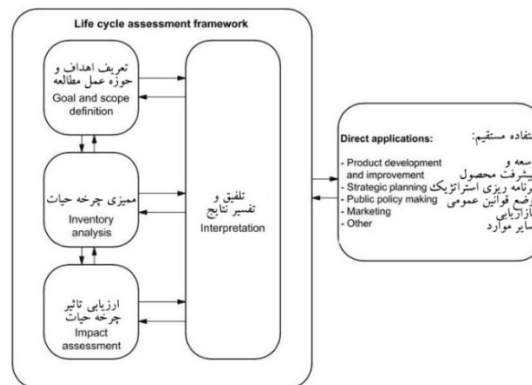 Life cycle assessment framework
تعریف اهداف و
حوزه عمل مطالعه
Goal and scope
definition
ممیزی چرخه حیات
Inventory
analysis
ارزیابی تاثیر
چرخه حیات
Impact
assessment
تلفیق و
تفسیر نتایج
Interpretation
Direct applications:
- Product development
and improvement
- Strategic planning
- Public policy making
- Marketing
- Other
مستقیم:
و
محصول
ریزی استراتژیک
قوانین عمومی
موارد